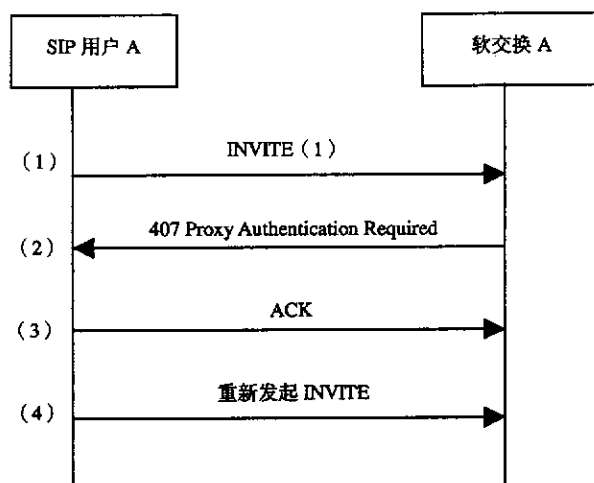 SIP 用户 A
软交换 A
(1)
INVITE(1)
(2)
407 Proxy Authentication Required
(3)
ACK
(4)
重新发起 INVITE